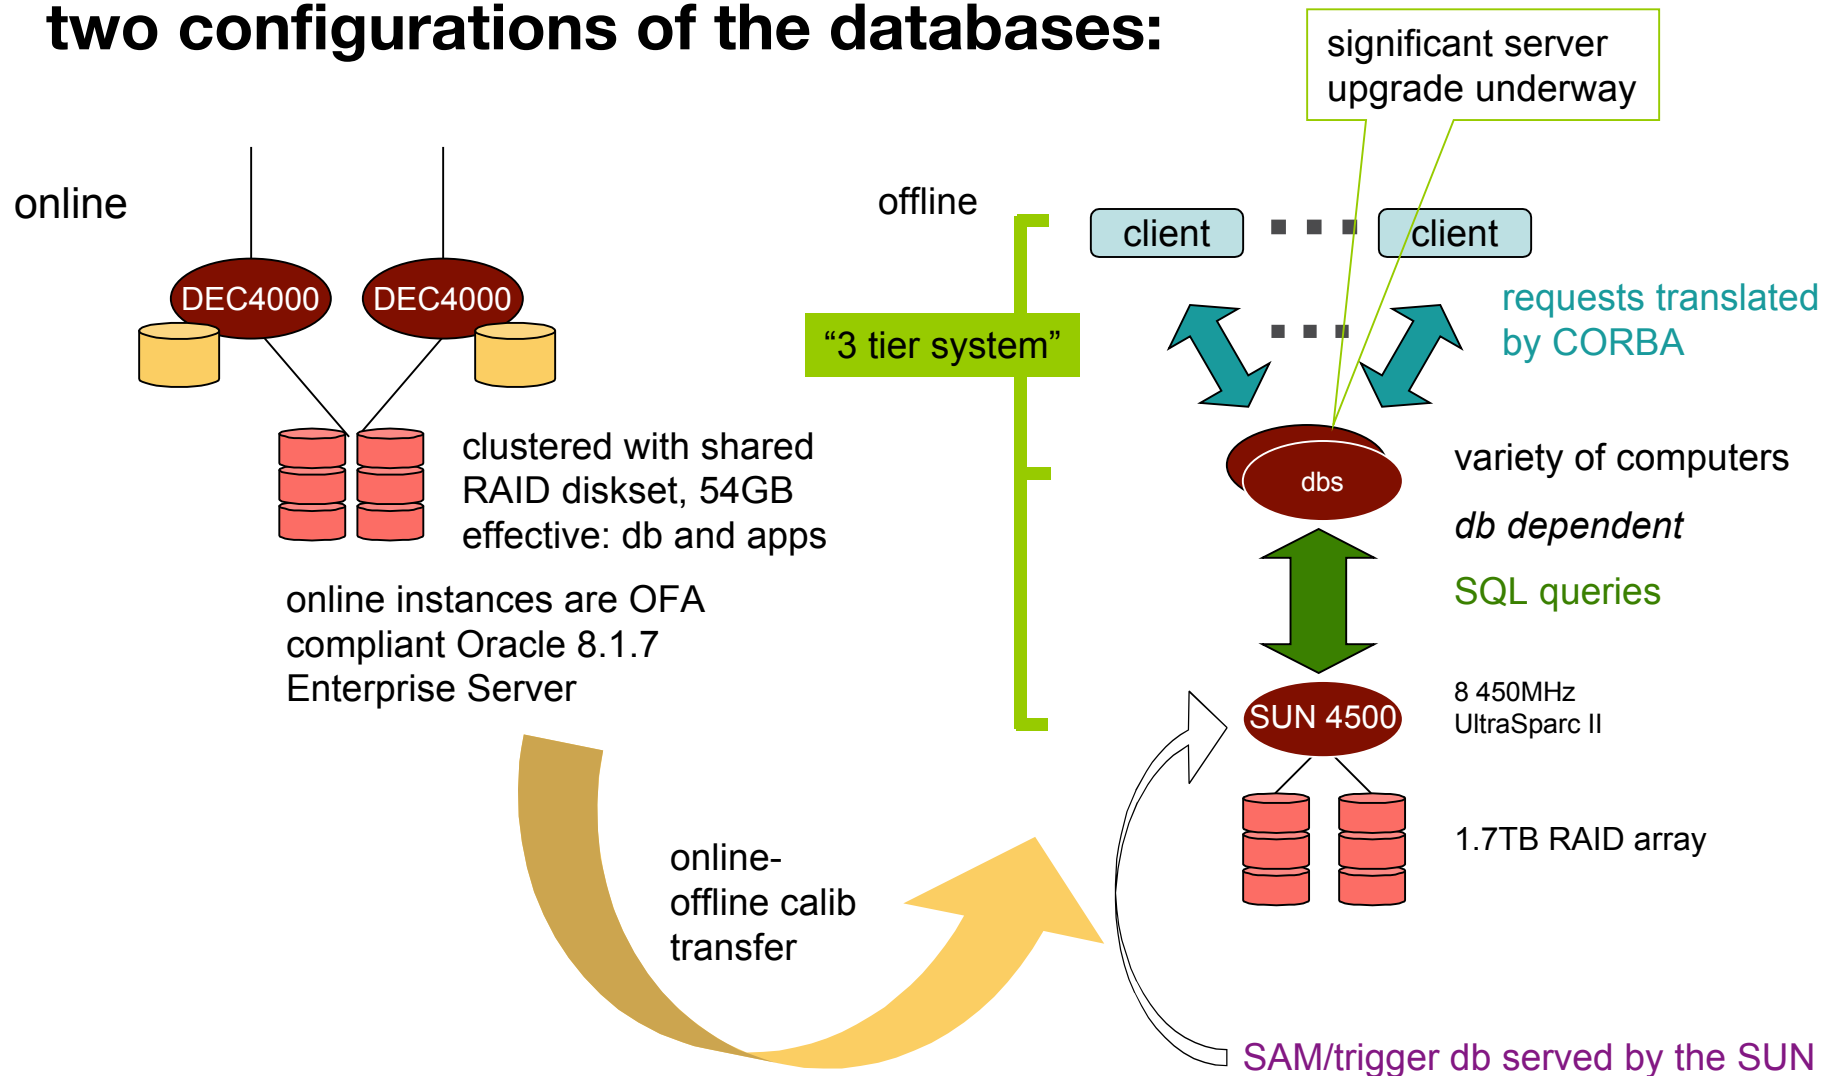 two configurations of the databases:
significant server
upgrade underway
online
offline
client
client
DEC4000
DEC4000
requests translated
by CORBA
“3 tier system”
clustered with shared
RAID diskset, 54GB
effective: db and apps
variety of computers
dbs
db dependent
online instances are OFA
compliant Oracle 8.1.7
Enterprise Server
SQL queries
SUN 4500
8 450MHz
UltraSparc II
1.7TB RAID array
online-
offline calib
transfer
SAM/trigger db served by the SUN